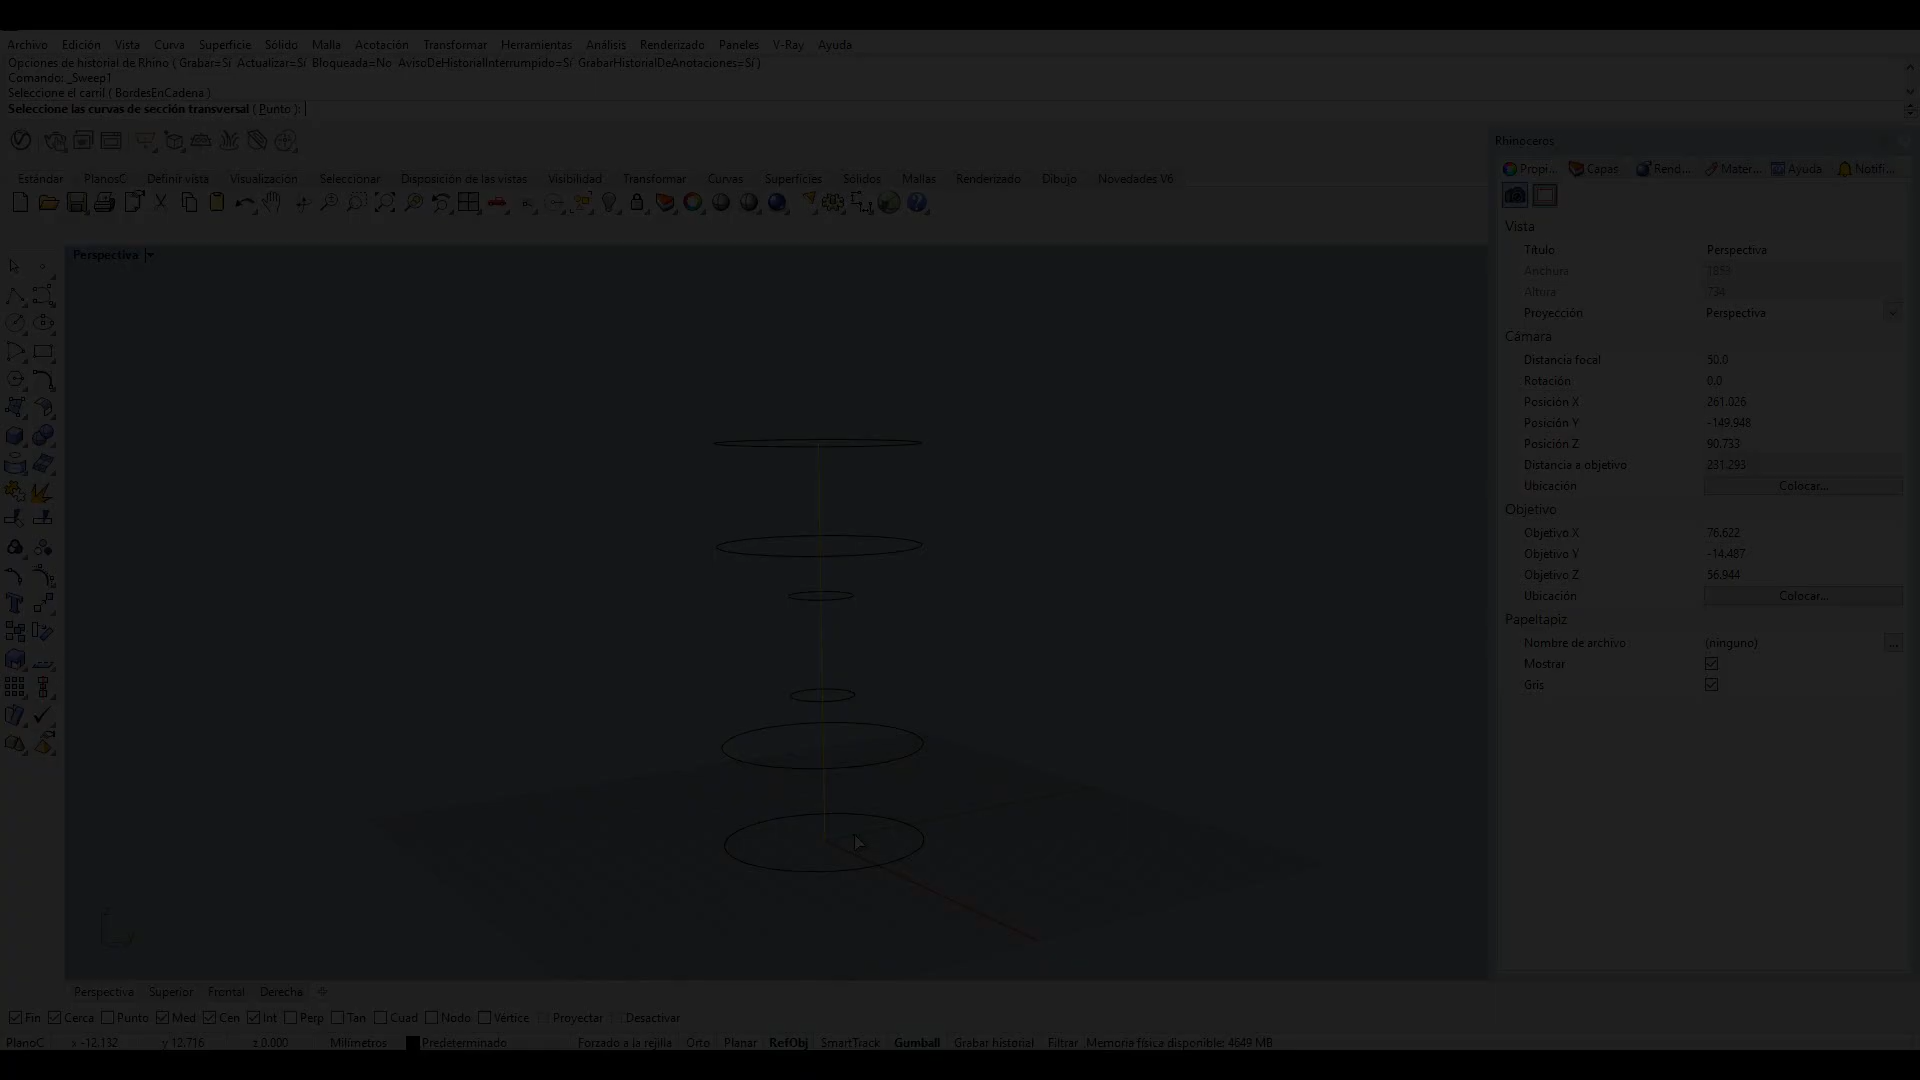 Archivo Edición Vista Curva Superficie Sólido Malla Acotación Transformar Herramientas Análisis Renderizado Paneles V-Ray Ayuda
Opciones de historial de Rhino ( Grabar=Sí Actualizar=Sí Bloqueada=No AvisoDeHistorialInterrumpido=Sí GrabarHistorialDeAnotaciones=Sí )
Comando: _Sweep1
Seleccione el carril ( BordesEnCadena )
Seleccione las curvas de sección transversal ( Punto ):
Rhinoceros
Propi... Capas Rend... Mater... Ayuda Notifi...
Estándar PlanosC Definir vista Visualización Seleccionar Disposición de las vistas Visibilidad Transformar Curvas Superficies Sólidos Mallas Renderizado Dibujo Novedades V6
Perspectiva
Vista
Título Perspectiva
Anchura 1853
Altura 734
Proyección Perspectiva
Cámara
Distancia focal 50.0
Rotación 0.0
Posición X 261.026
Posición Y -149.948
Posición Z 90.733
Distancia a objetivo 231.293
Ubicación Colocar...
Objetivo
Objetivo X 76.622
Objetivo Y -14.487
Objetivo Z 56.944
Ubicación Colocar...
Papeltapiz
Nombre de archivo (ninguno) ...
Mostrar
Gris
z
y
Perspectiva Superior Frontal Derecha
Fin Cerca Punto Med Cen Int Perp Tan Cuad Nodo Vértice Proyectar Desactivar
PlanoC x -12.132 y 12.716 z 0.000 Milímetros Predeterminado Forzado a la rejilla Orto Planar RefObj SmartTrack Gumball Grabar historial Filtrar Memoria física disponible: 4649 MB